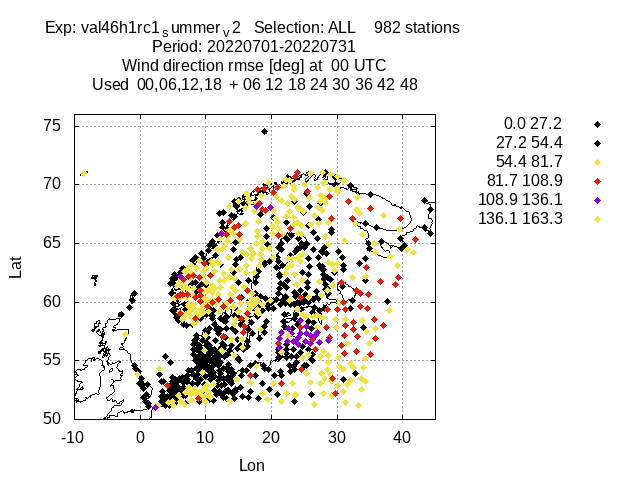 Exp: val46h1rc1summerv2 Selection: ALL 982 stations
Period: 20220701-20220731
Wind direction rmse [deg] at 00 UTC
Used 00,06,12,18 + 06 12 18 24 30 36 42 48
0.0 27.2
27.2 54.4
54.4 81.7
81.7 108.9
108.9 136.1
136.1 163.3
75
70
65
60
55
50
Lat
-10 0 10 20 30 40
Lon